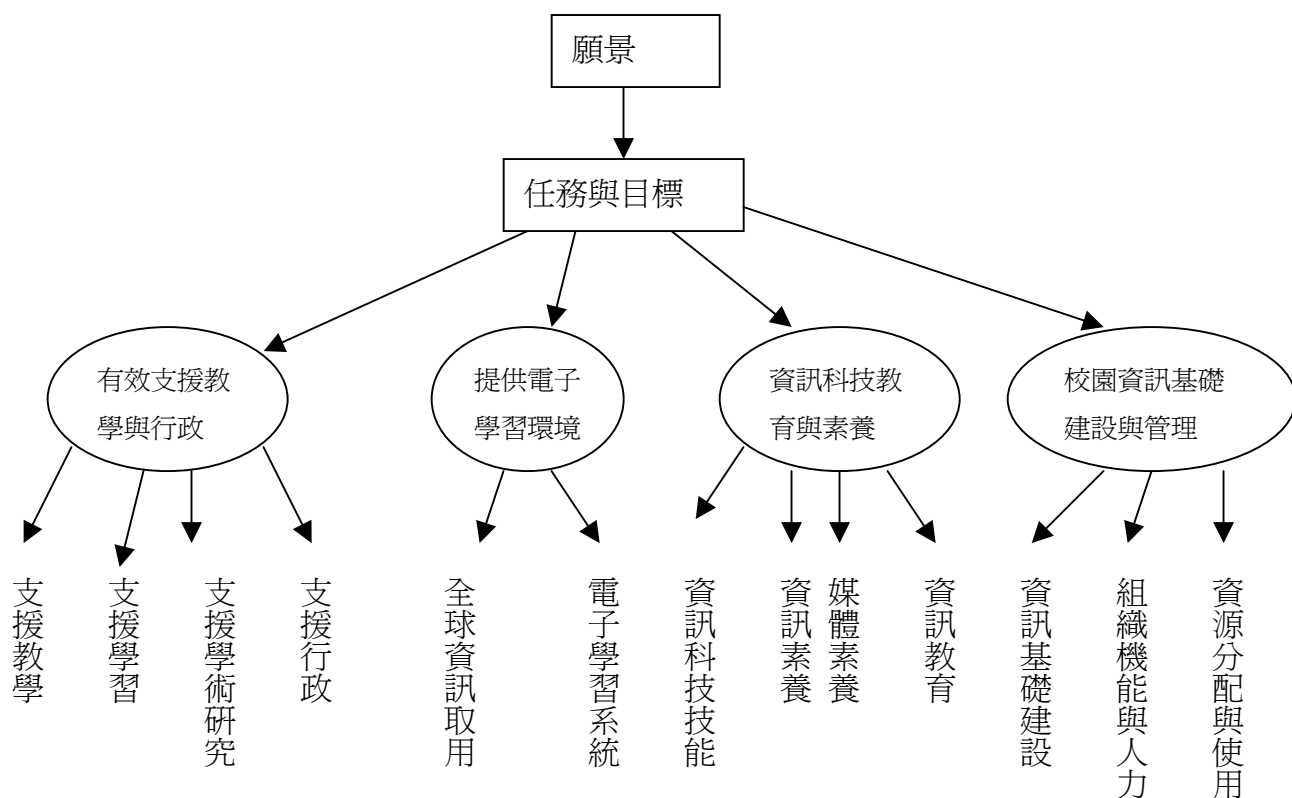 願景
任務與目標
有效支援教
學與行政
提供電子
學習環境
資訊科技教
育與素養
校園資訊基礎
建設與管理
支援教學
支援學習
支援學術研究
支援行政
全球資訊取用
電子學習系統
資訊科技技能
資訊素養
媒體素養
資訊教育
資訊基礎建設
組織機能與人力
資源分配與使用